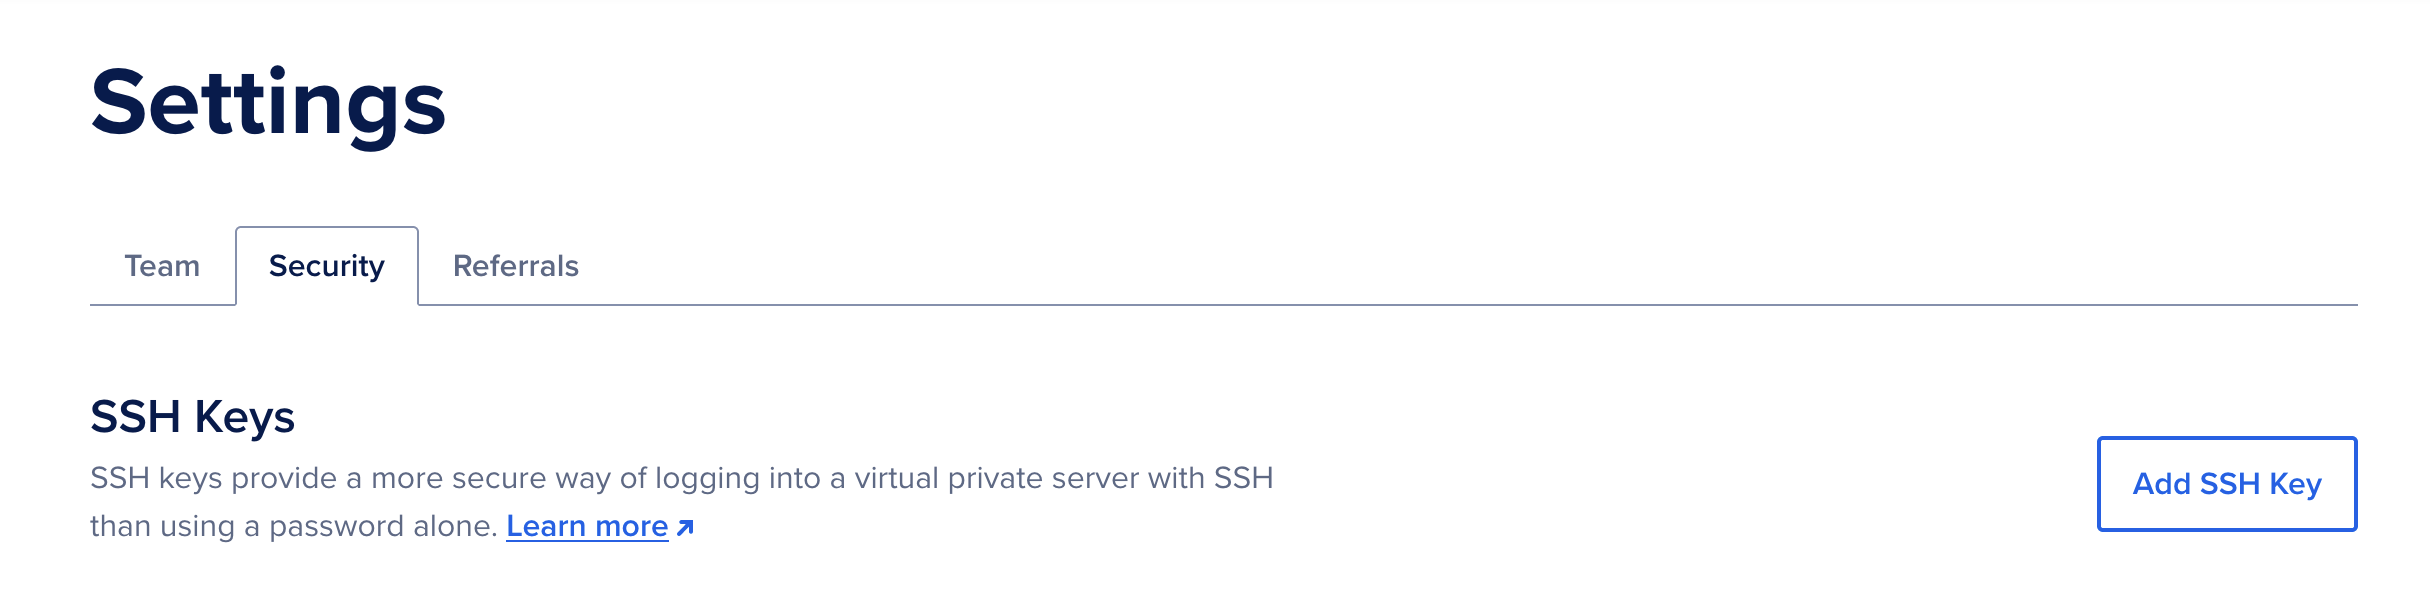 Settings
Team Security Referrals
SSH Keys
SSH keys provide a more secure way of logging into a virtual private server with SSH
than using a password alone. Learn more
Add SSH Key